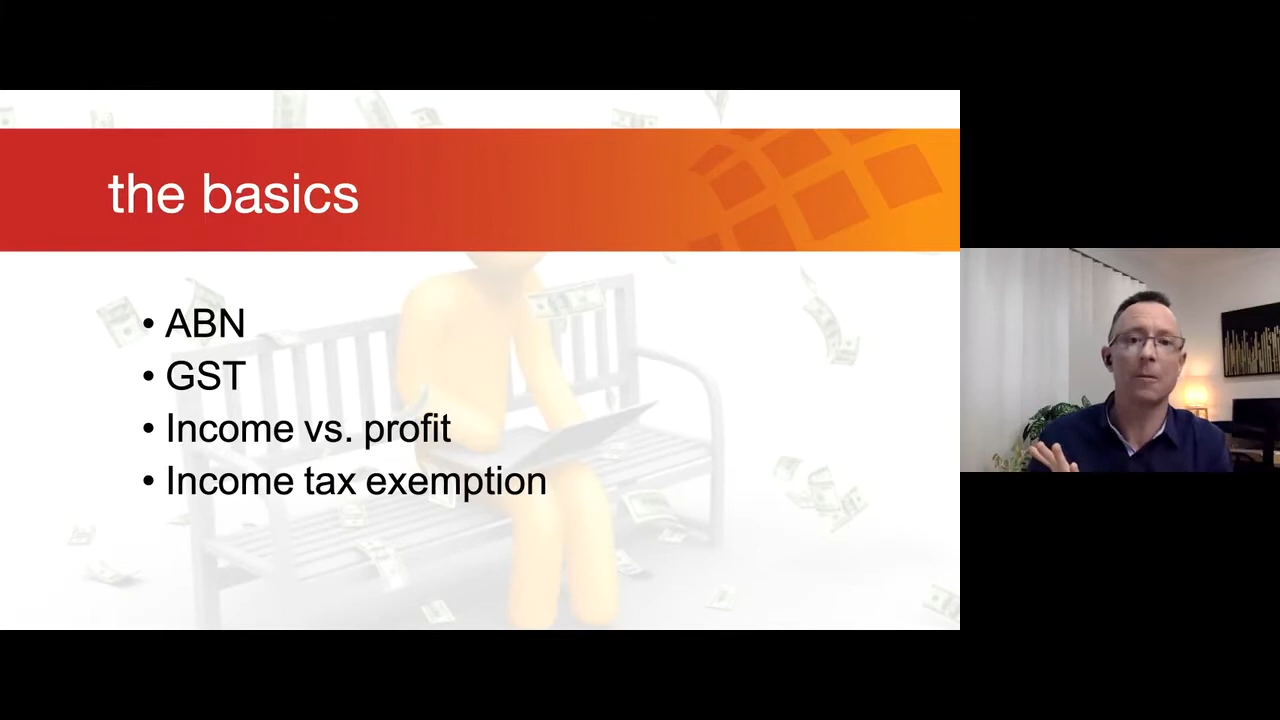 the basics
• ABN
• GST
• Income vs. profit
• Income tax exemption